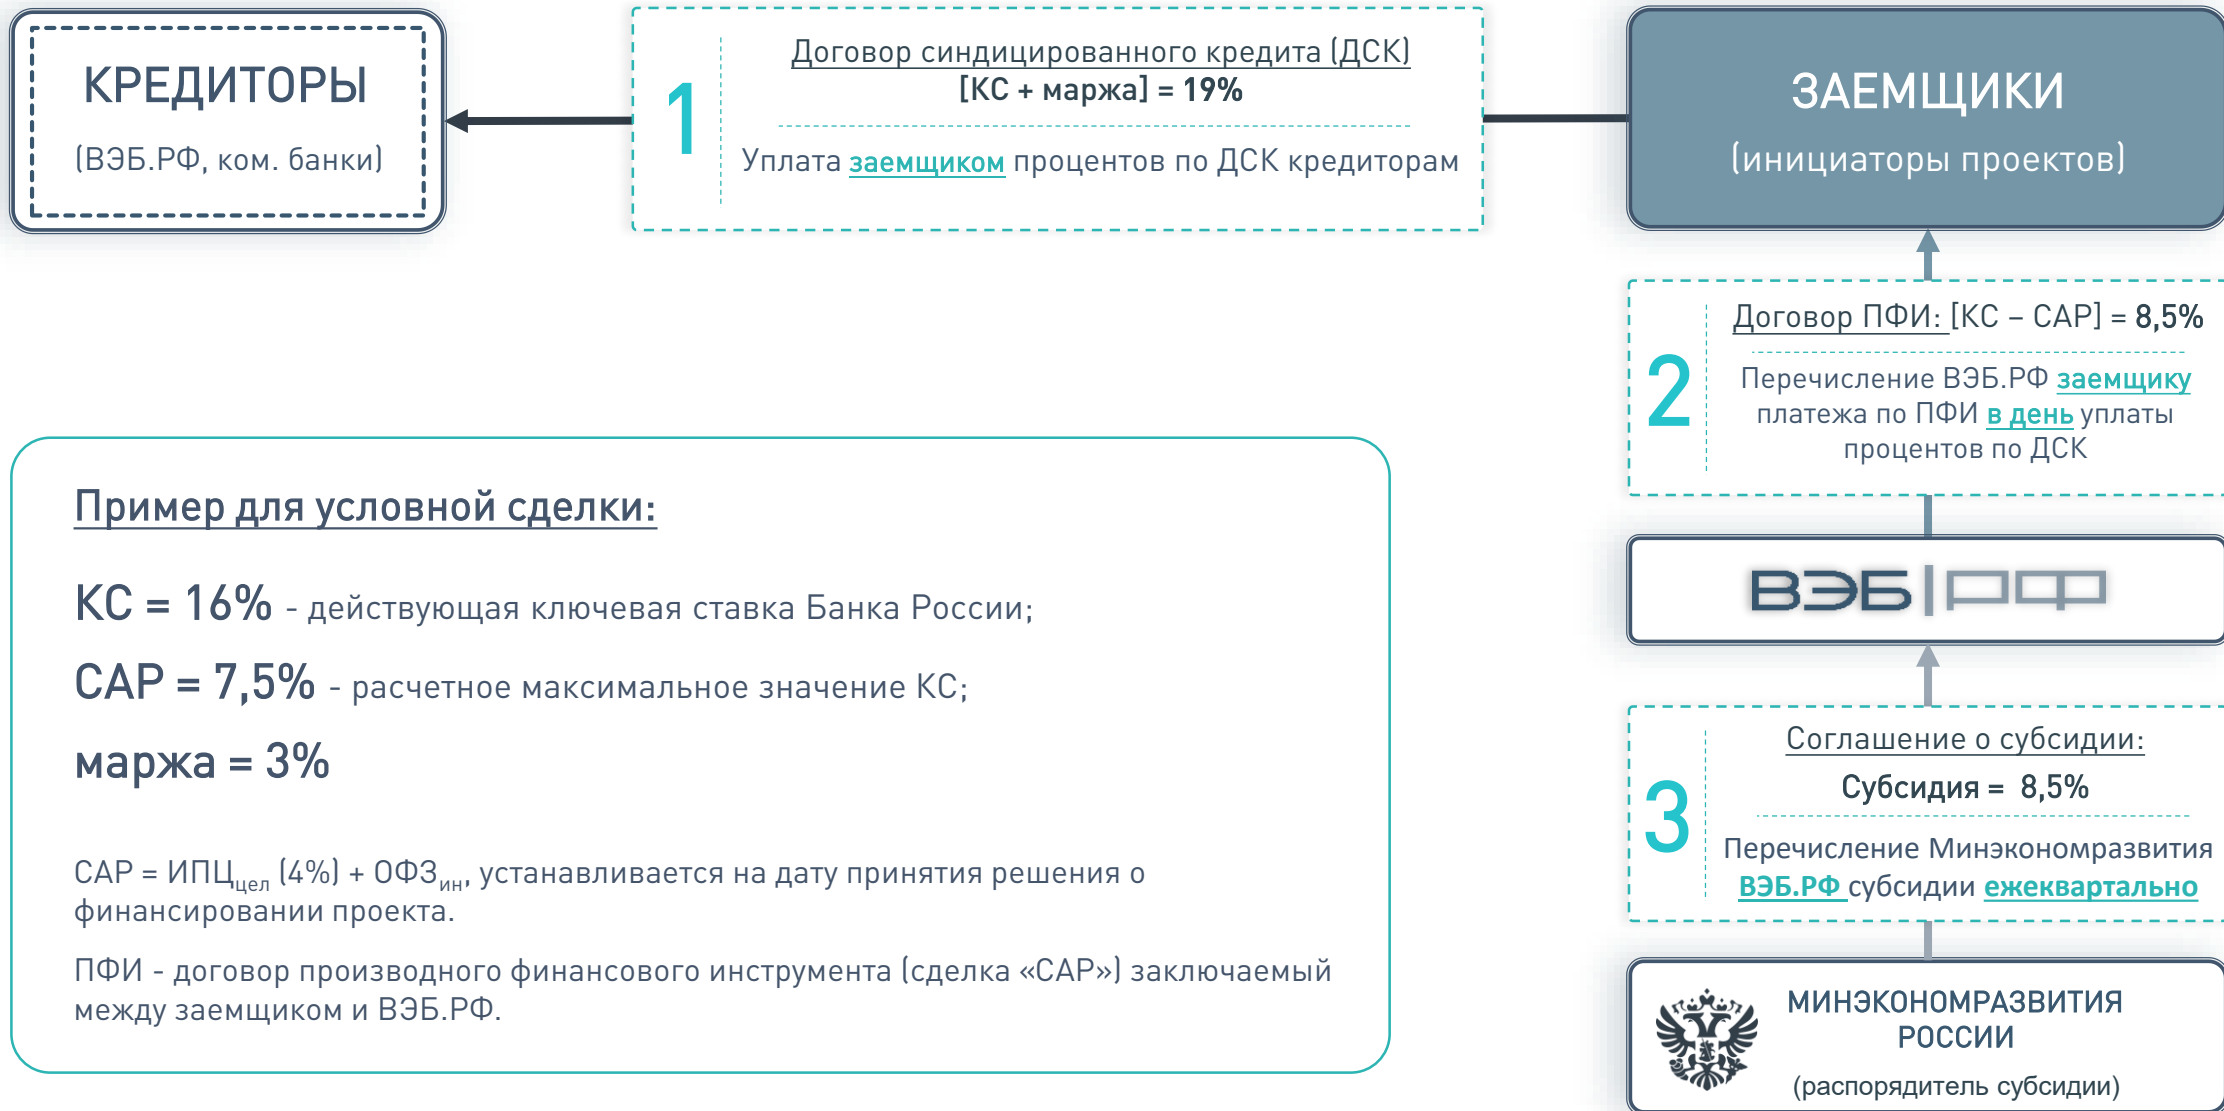 КРЕДИТОРЫ
(ВЭБ.РФ, ком. банки)
1
Договор синдицированного кредита (ДСК)
[КС + маржа] = 19%
Уплата заемщиком процентов по ДСК кредиторам
ЗАЕМЩИКИ
(инициаторы проектов)
2
Договор ПФИ: [КС – САР] = 8,5%
Перечисление ВЭБ.РФ заемщику
платежа по ПФИ в день уплаты
процентов по ДСК
ВЭБ|РФ
3
Соглашение о субсидии:
Субсидия = 8,5%
Перечисление Минэкономразвития
ВЭБ.РФ субсидии ежеквартально
МИНЭКОНОМРАЗВИТИЯ
РОССИИ
(распорядитель субсидии)
Пример для условной сделки:
КС = 16% - действующая ключевая ставка Банка России;
САР = 7,5% - расчетное максимальное значение КС;
маржа = 3%
САР = ИПЦцел (4%) + ОФЗин, устанавливается на дату принятия решения о
финансировании проекта.
ПФИ - договор производного финансового инструмента (сделка «САР») заключаемый
между заемщиком и ВЭБ.РФ.